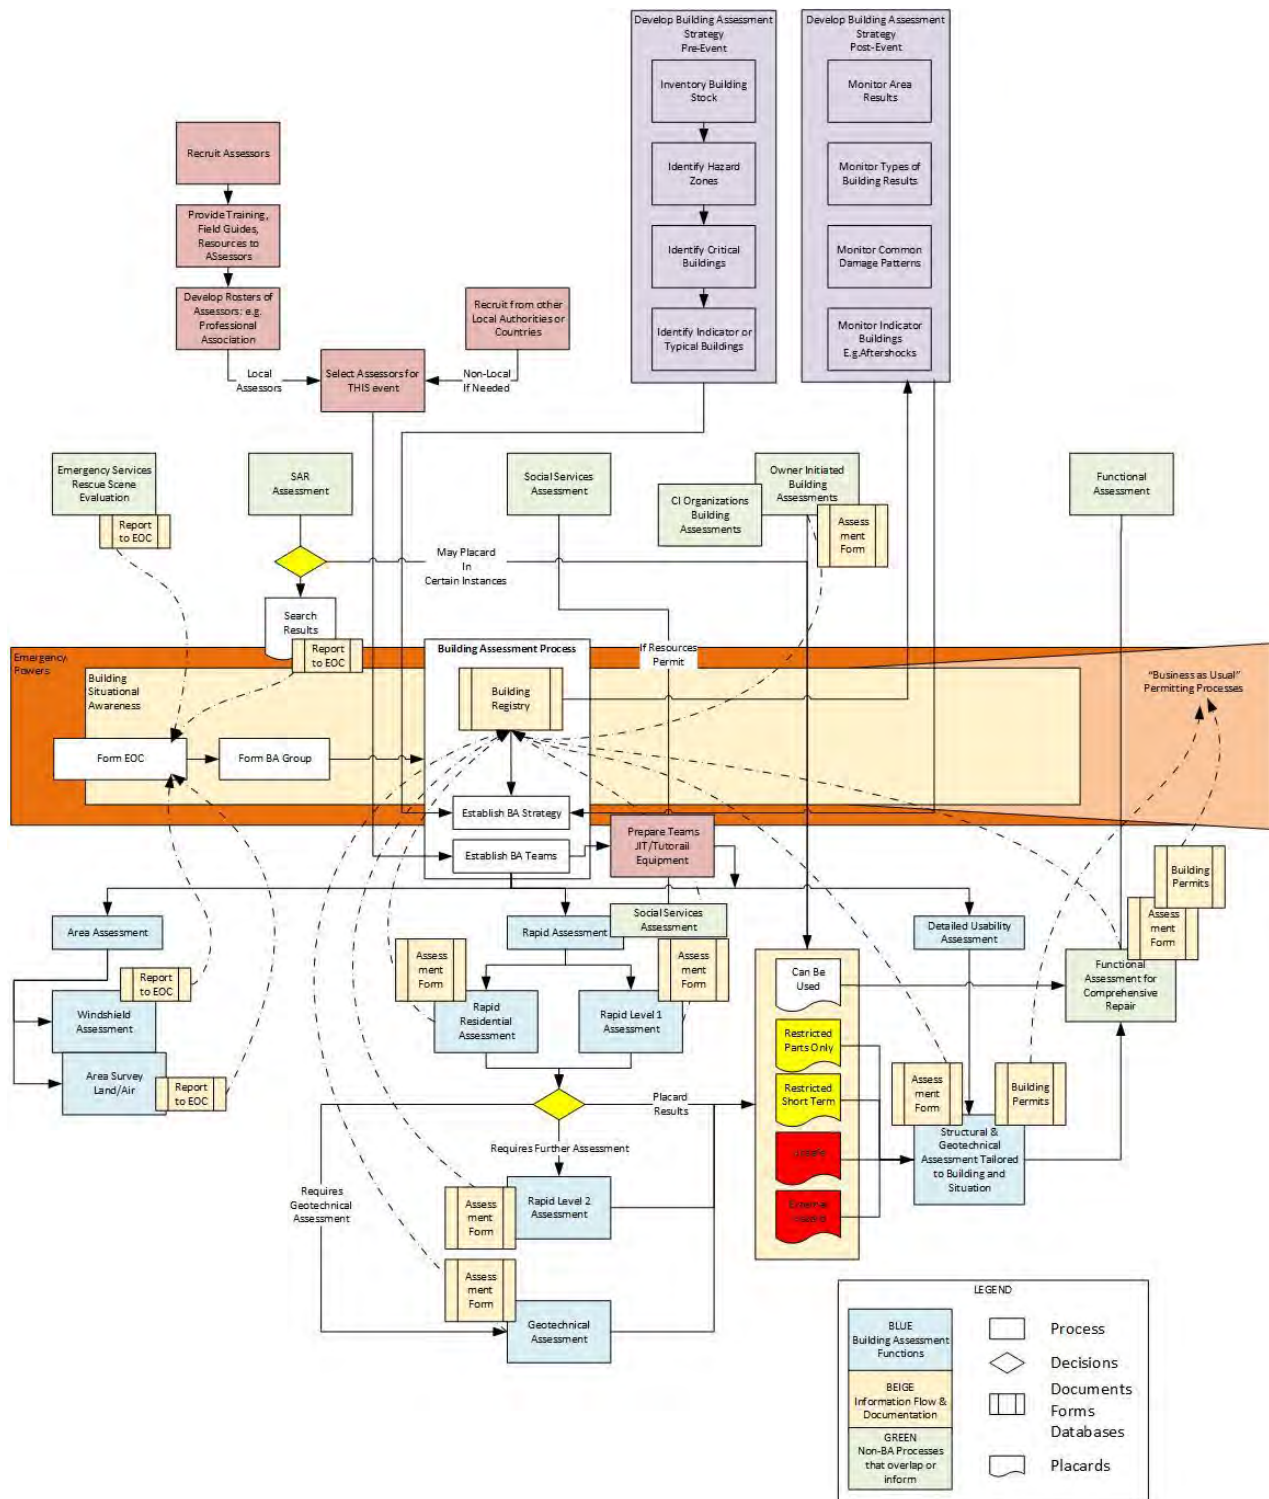 Develop Building Assessment
Strategy
Pre-Event
Inventory Building
Stock
Identify Hazard
Zones
Identify Critical
Buildings
Identify Indicator or
Typical Buildings
Develop Building Assessment
Strategy
Post-Event
Monitor Area
Results
Monitor Types of
Building Results
Monitor Common
Damage Patterns
Monitor Indicator
Buildings
E.g.Aftershocks
Recruit Assessors
Provide Training,
Field Guides,
Resources to
ASsessors
Develop Rosters of
Assessors: e.g.
Professional
Association
Recruit from other
Local Authorities or
Countries
Local
Assessors
Select Assessors for
THIS event
Non-Local
If Needed
Emergency Services
Rescue Scene
Evaluation
Report
to EOC
SAR
Assessment
Social Services
Assessment
Owner Initiated
Building
Assessments
CI Organizations
Building
Assessments
Assess
ment
Form
Functional
Assessment
May Placard
In
Certain Instances
Search
Results
Report
to EOC
Emergency
Powers
Building
Situational
Awareness
Building Assessment Process
If Resources
Permit
Building
Registry
"Business as Usual"
Permitting Processes
Form EOC
Form BA Group
Establish BA Strategy
Establish BA Teams
Prepare Teams
JIT/Tutorail
Equipment
Building
Permits
Assess
ment
Form
Area Assessment
Rapid Assessment
Social Services
Assessment
Detailed Usability
Assessment
Report
to EOC
Windshield
Assessment
Area Survey
Land/Air
Report
to EOC
Assess
ment
Form
Rapid
Residential
Assessment
Assess
ment
Form
Rapid Level 1
Assessment
Can Be
Used
Functional
Assessment for
Comprehensive
Repair
Restricted
Parts Only
Restricted
Short Term
Placard
Results
Requires Further Assessment
Requires
Geotechnical
Assessment
Unsafe
External
Assess
ment
Form
Building
Permits
Structural &
Geotechnical
Assessment Tailored
to Building and
Situation
Assess
ment
Form
Rapid Level 2
Assessment
Assess
ment
Form
Geotechnical
Assessment
LEGEND
BLUE
Building Assessment
Functions
BEIGE
Information Flow &
Documentation
GREEN
Non-BA Processes
that overlap or
inform
Process
Decisions
Documents
Forms
Databases
Placards